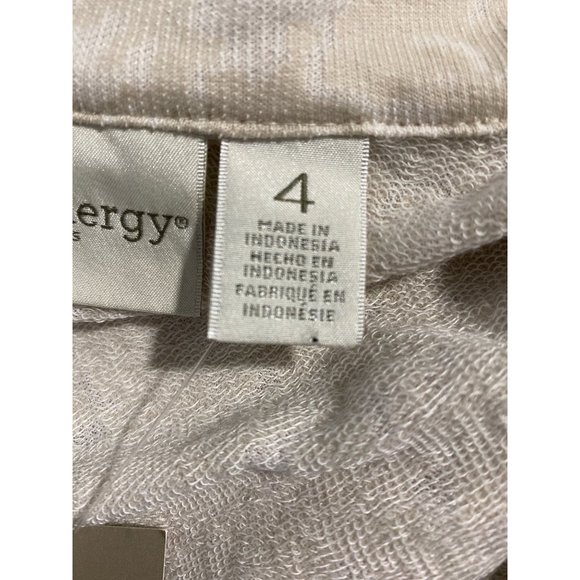 ergy®
s
4
MADE IN
INDONESIA
HECHO EN
INDONESIA
FABRIQUÉ EN
INDONÉSIE